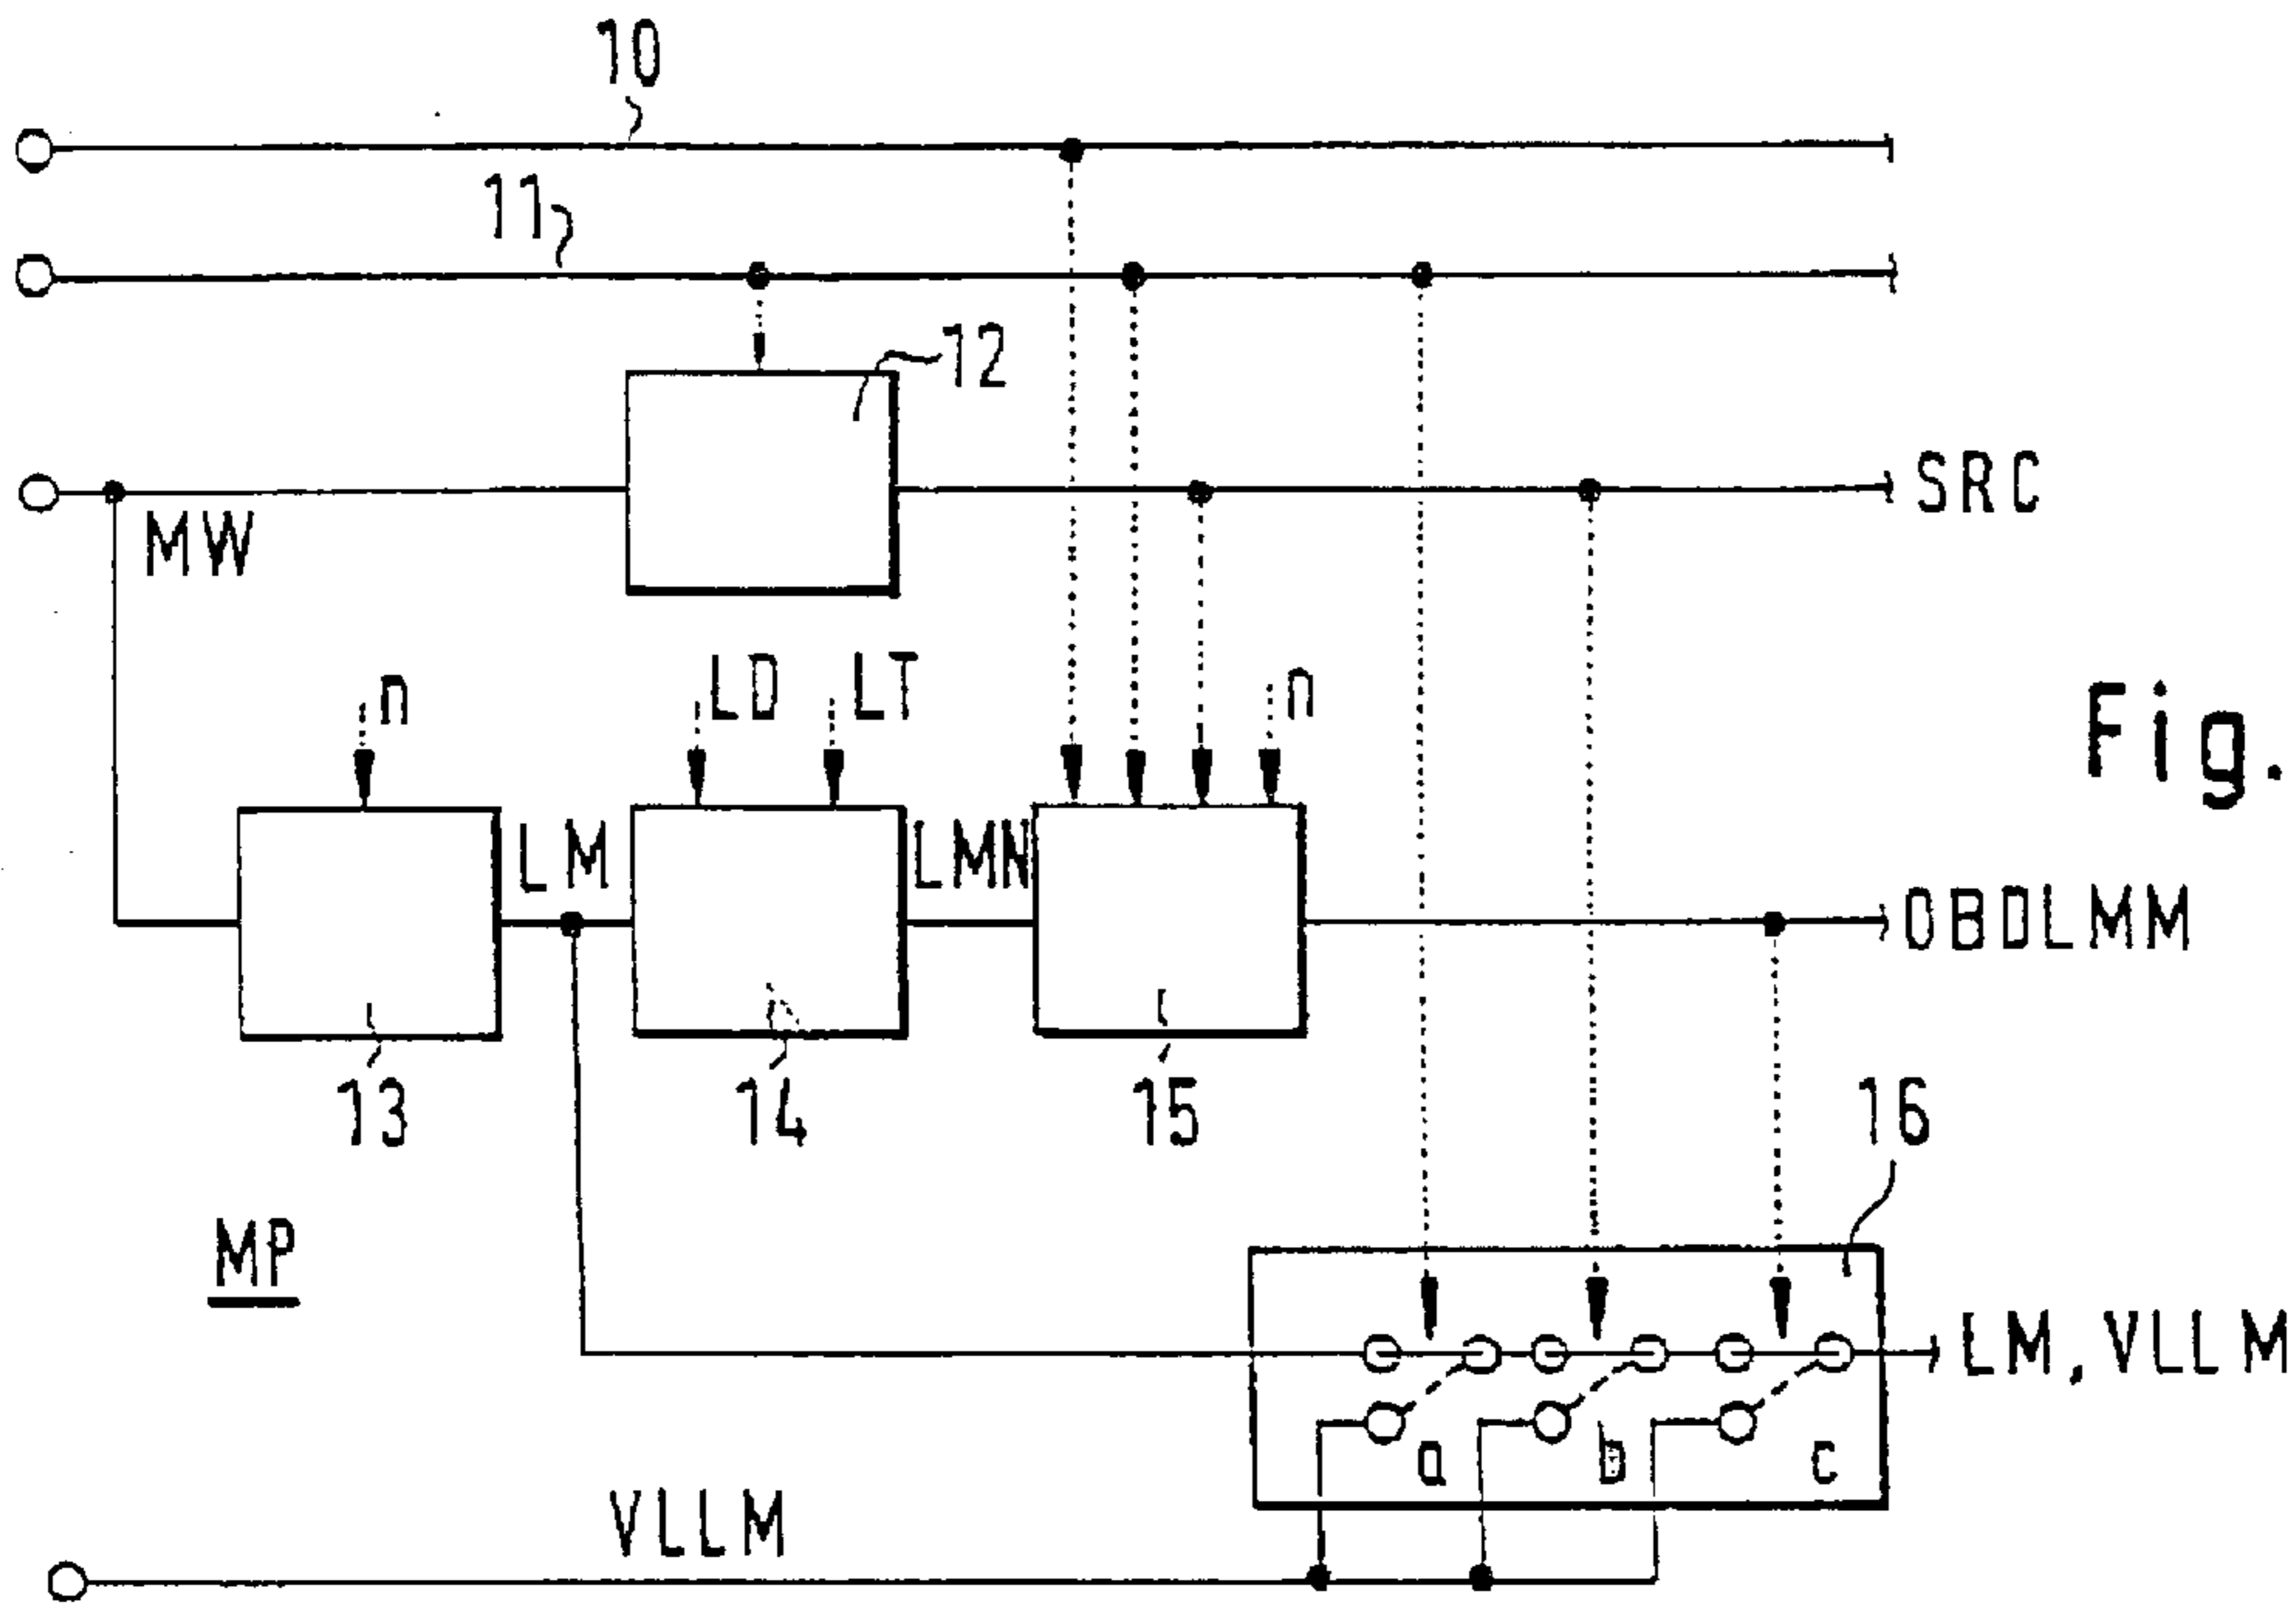 10
11
12
SRC
MW
n
LD
LT
n
Fig.
LM
LMN
OBDLMM
13
14
15
16
MP
LM, VLLM
a
b
c
VLLM